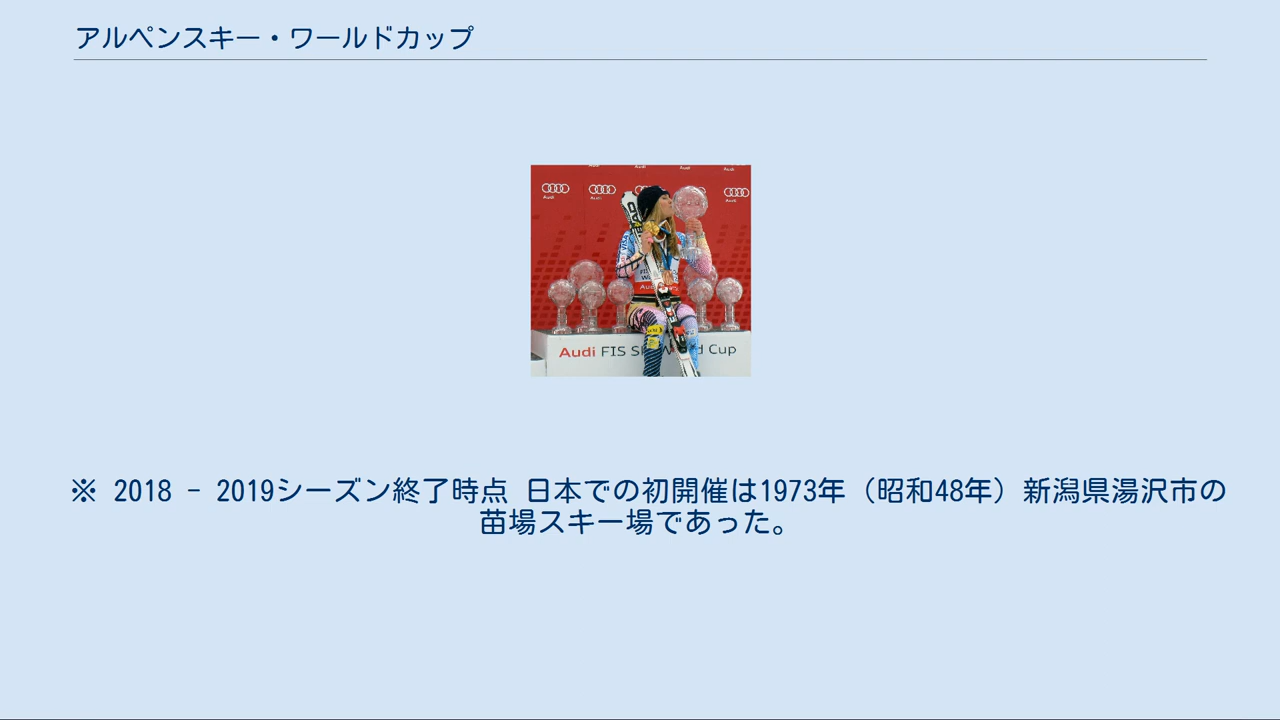 アルペンスキー・ワールドカップ
Audi Audi Audi Audi
Audi FIS Ski World Cup
※ 2018 - 2019シーズン終了時点 日本での初開催は1973年（昭和48年）新潟県湯沢市の
苗場スキー場であった。